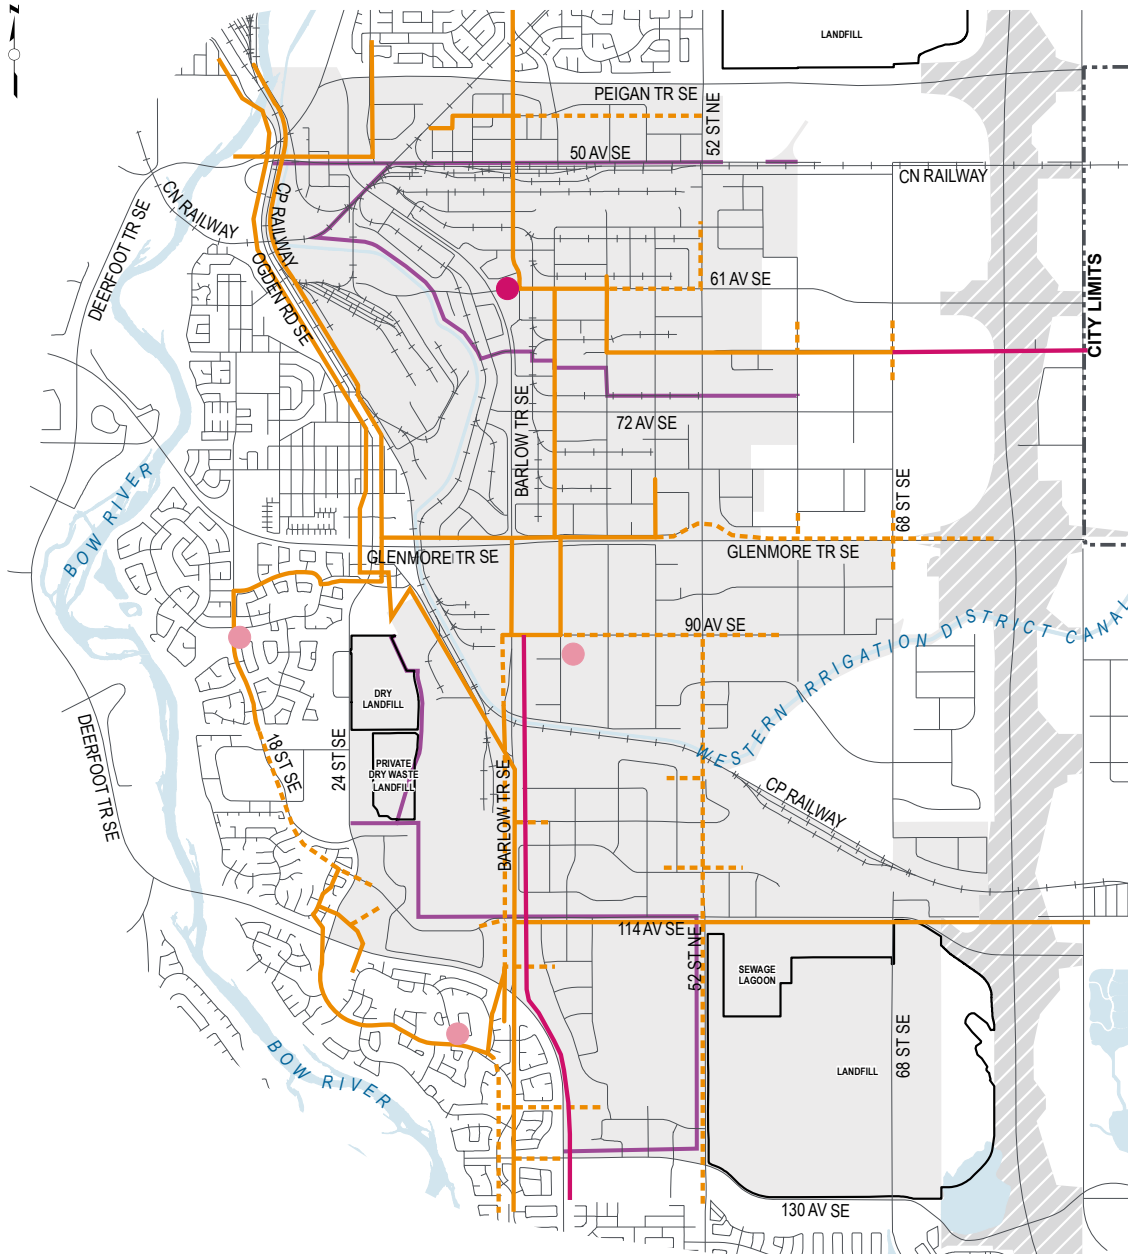 N
LANDFILL
PEIGAN TR SE
52 ST NE
50 AV SE
CN RAILWAY
CN RAILWAY
CP RAILWAY
DEERFOOT TR SE
OGDEN RD SE
61 AV SE
CITY LIMITS
BARLOW TR SE
72 AV SE
68 ST SE
BOW RIVER
GLENMORE TR SE
GLENMORE TR SE
90 AV SE
WESTERN IRRIGATION DISTRICT CANAL
DRY
LANDFILL
DEERFOOT TR SE
18 ST SE
24 ST SE
PRIVATE
DRY WASTE
LANDFILL
BARLOW TR SE
CP RAILWAY
114 AV SE
52 ST NE
SEWAGE
LAGOON
68 ST SE
LANDFILL
BOW RIVER
130 AV SE